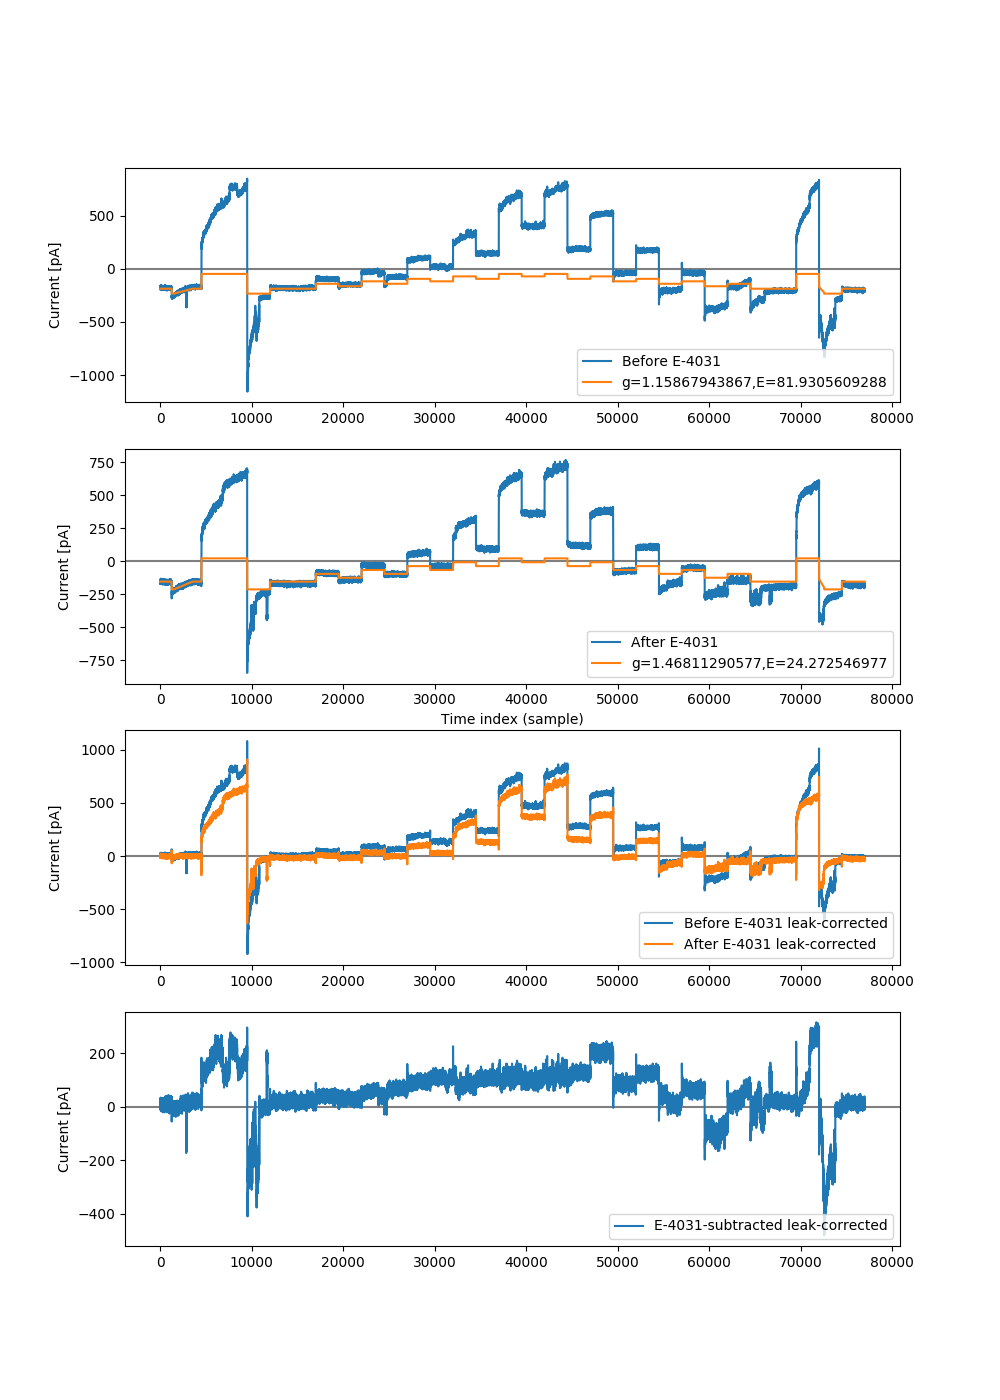 500
0
−500
−1000
Current [pA]
Before E-4031
g=1.15867943867,E=81.9305609288
0 10000 20000 30000 40000 50000 60000 70000 80000
750
500
250
0
−250
−500
−750
Current [pA]
After E-4031
g=1.46811290577,E=24.272546977
0 10000 20000 30000 40000 50000 60000 70000 80000
Time index (sample)
1000
500
0
−500
−1000
Current [pA]
Before E-4031 leak-corrected
After E-4031 leak-corrected
0 10000 20000 30000 40000 50000 60000 70000 80000
200
0
−200
−400
Current [pA]
E-4031-subtracted leak-corrected
0 10000 20000 30000 40000 50000 60000 70000 80000